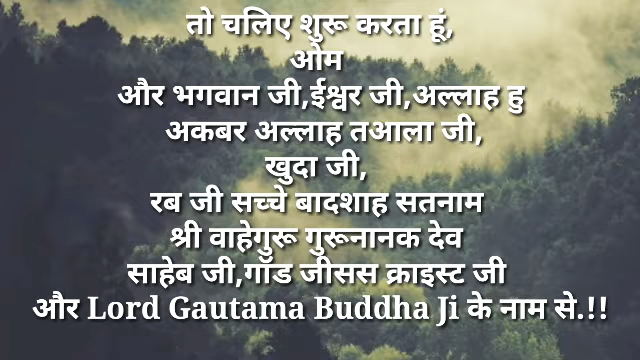 तो चलिए शुरू करता हूं,
ओम
और भगवान जी,ईश्वर जी,अल्लाह हु
अकबर अल्लाह तआला जी,
खुदा जी,
रब जी सच्चे बादशाह सतनाम
श्री वाहेगुरू गुरूनानक देव
साहेब जी,गॉड जीसस क्राइस्ट जी
और Lord Gautama Buddha Ji के नाम से.!!